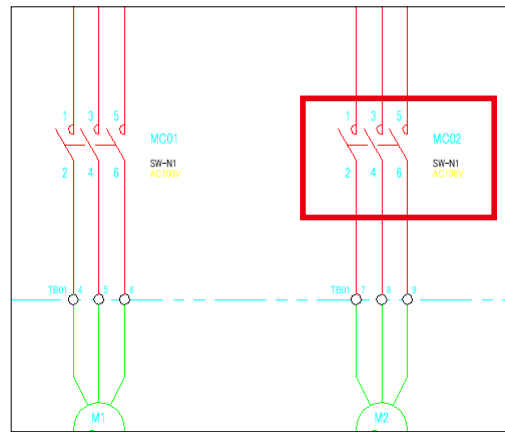 1 3 5
MC01
SW-N1
AC100V
2 4 6
1 3 5
MC02
SW-N1
AC100V
2 4 6
TB01 4 5 6
TB01 7 8 9
M1
M2